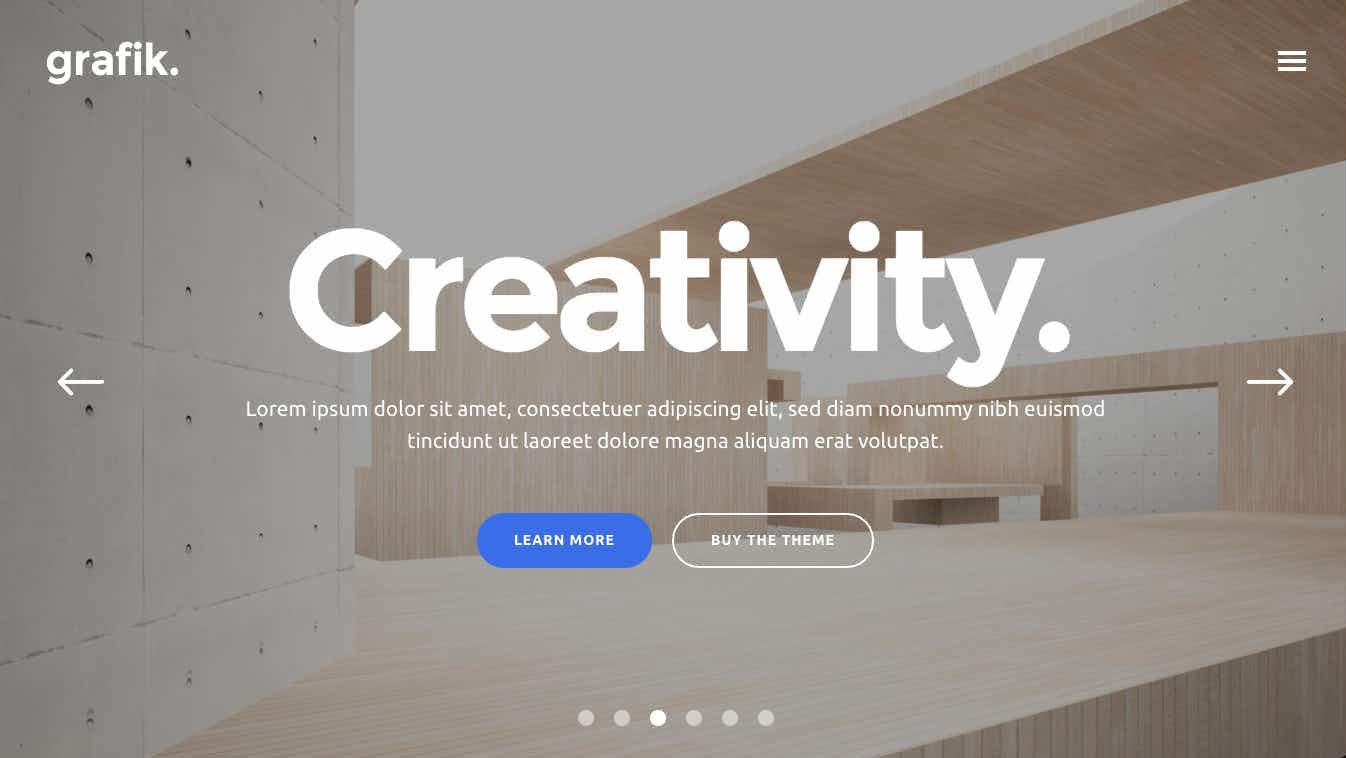 grafik.
Creativity.
Lorem ipsum dolor sit amet, consectetuer adipiscing elit, sed diam nonummy nibh euismod
tincidunt ut laoreet dolore magna aliquam erat volutpat.
LEARN MORE
BUY THE THEME